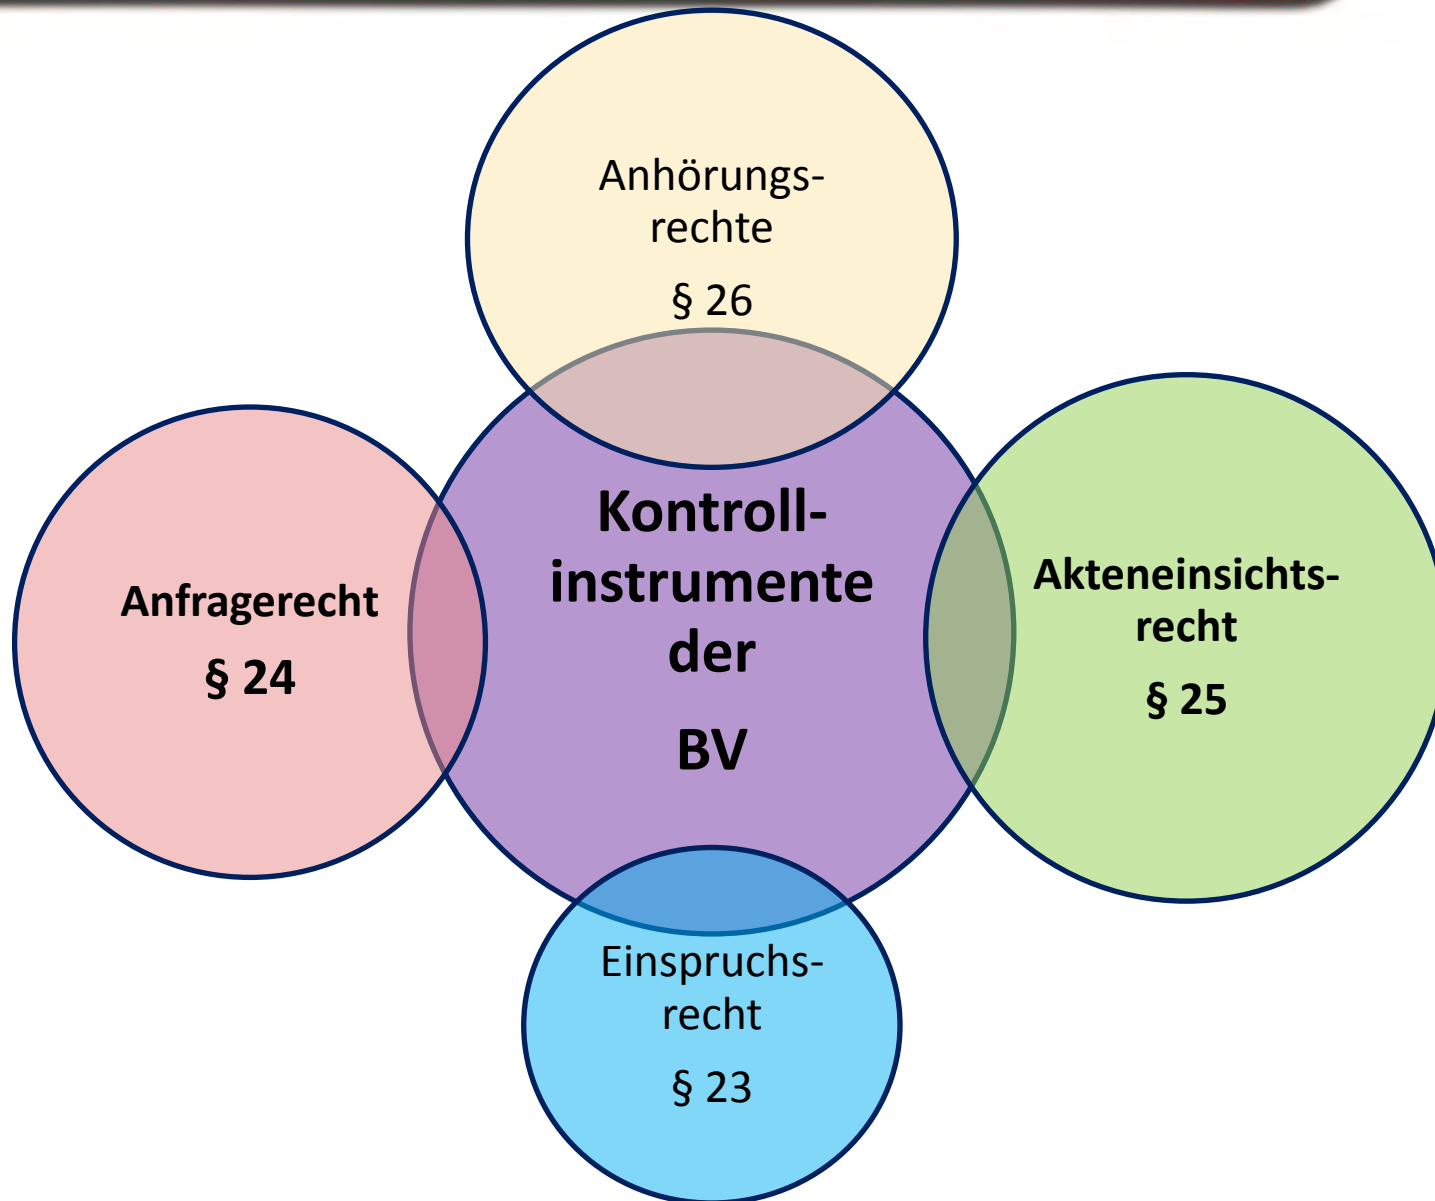 Anhörungs-
rechte
§ 26
Kontroll-
instrumente
der
BV
Anfragerecht
§ 24
Akteneinsichts-
recht
§ 25
Einspruchs-
recht
§ 23